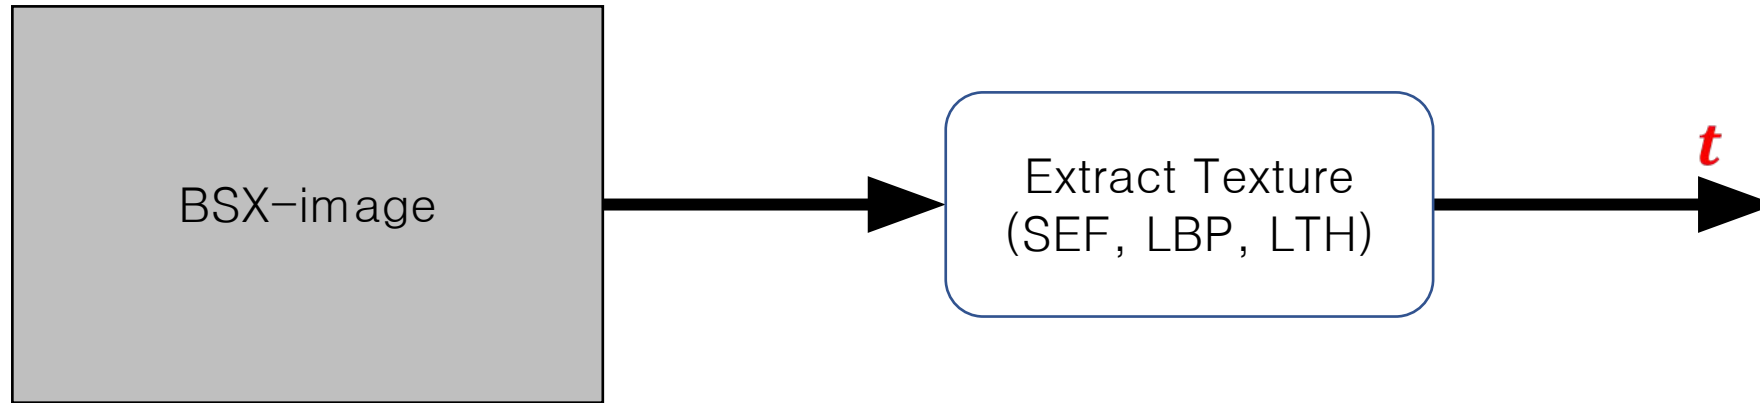 BSX-image
Extract Texture
(SEF, LBP, LTH)
t